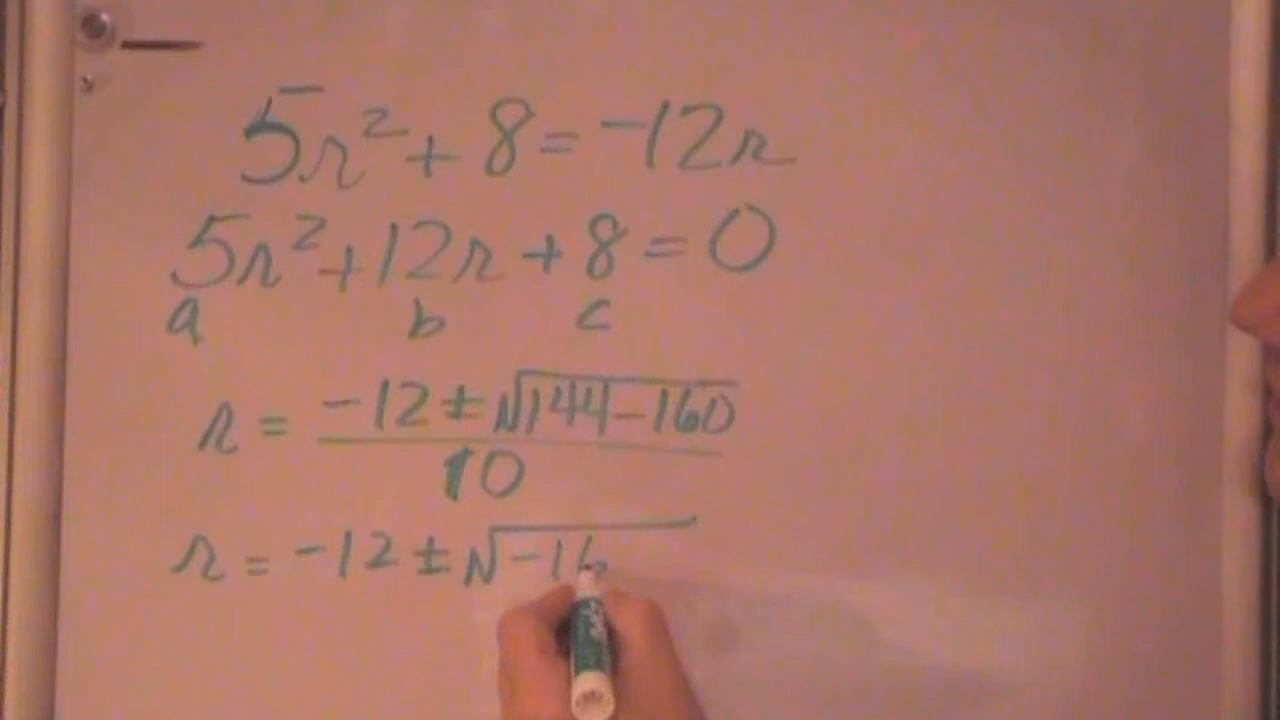 5r² + 8 = -12r
5r² + 12r + 8 = 0
a b c
r = (-12 ± √(144 - 160)) / 10
r = -12 ± √(-16